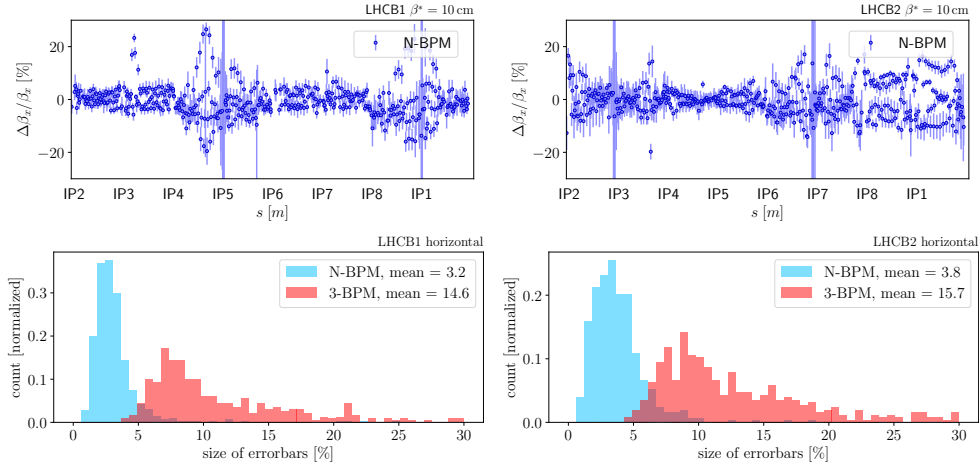 LHCB1 β* = 10 cm
N-BPM
Δβx/βx [%]
20
0
−20
IP2 IP3 IP4 IP5 IP6 IP7 IP8 IP1
s [m]
LHCB2 β* = 10 cm
N-BPM
Δβx/βx [%]
20
0
−20
IP2 IP3 IP4 IP5 IP6 IP7 IP8 IP1
s [m]
LHCB1 horizontal
N-BPM, mean = 3.2
3-BPM, mean = 14.6
count [normalized]
0.3
0.2
0.1
0.0
0 5 10 15 20 25 30
size of errorbars [%]
LHCB2 horizontal
N-BPM, mean = 3.8
3-BPM, mean = 15.7
count [normalized]
0.2
0.1
0.0
0 5 10 15 20 25 30
size of errorbars [%]